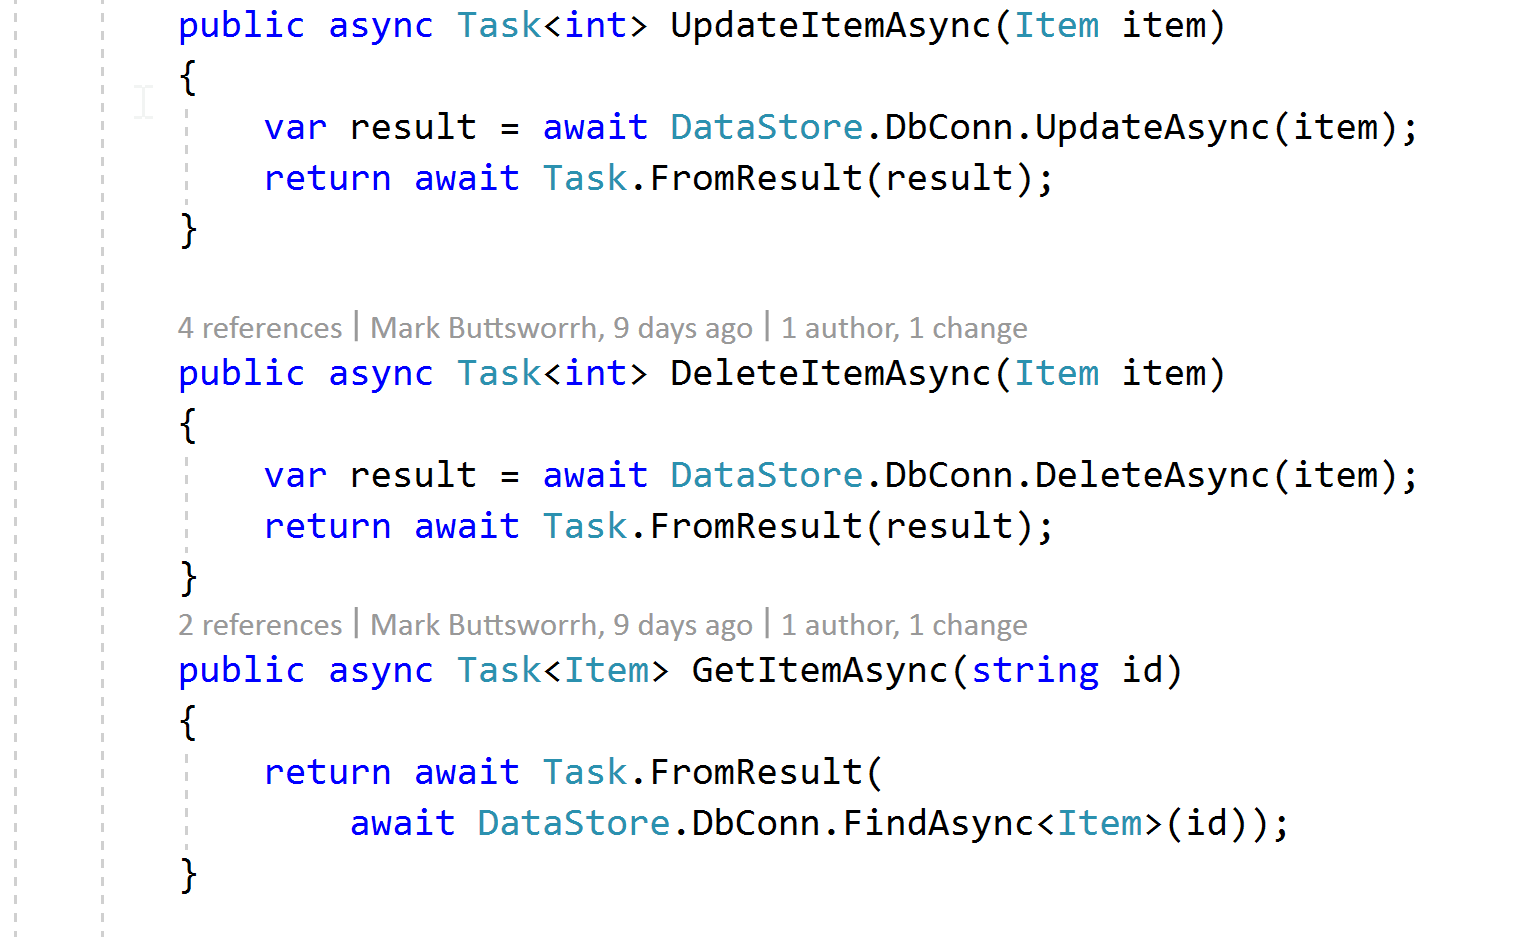 public async Task<int> UpdateItemAsync(Item item)
{
var result = await DataStore.DbConn.UpdateAsync(item);
return await Task.FromResult(result);
}
4 references | Mark Buttsworrh, 9 days ago | 1 author, 1 change
public async Task<int> DeleteItemAsync(Item item)
{
var result = await DataStore.DbConn.DeleteAsync(item);
return await Task.FromResult(result);
}
2 references | Mark Buttsworrh, 9 days ago | 1 author, 1 change
public async Task<Item> GetItemAsync(string id)
{
return await Task.FromResult(
await DataStore.DbConn.FindAsync<Item>(id));
}